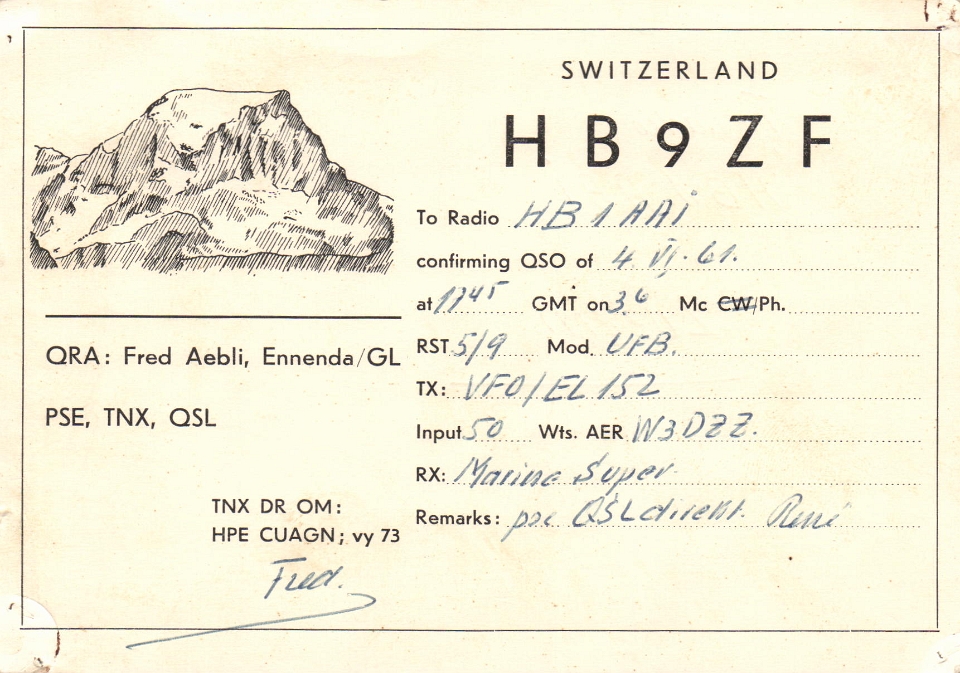 SWITZERLAND
HB9ZF
To Radio HB1AAi
confirming QSO of 4. VI. 61.
at 1745 GMT on 3.6 Mc CW/Ph.
RST 5/9 Mod. UFB.
TX: VFO/EL 152
Input 50 Wts. AER W3DZZ.
RX: Marine Super
Remarks: pse QSL direkt. René
QRA: Fred Aebli, Ennenda/GL
PSE, TNX, QSL
TNX DR OM:
HPE CUAGN; vy 73
Fred.